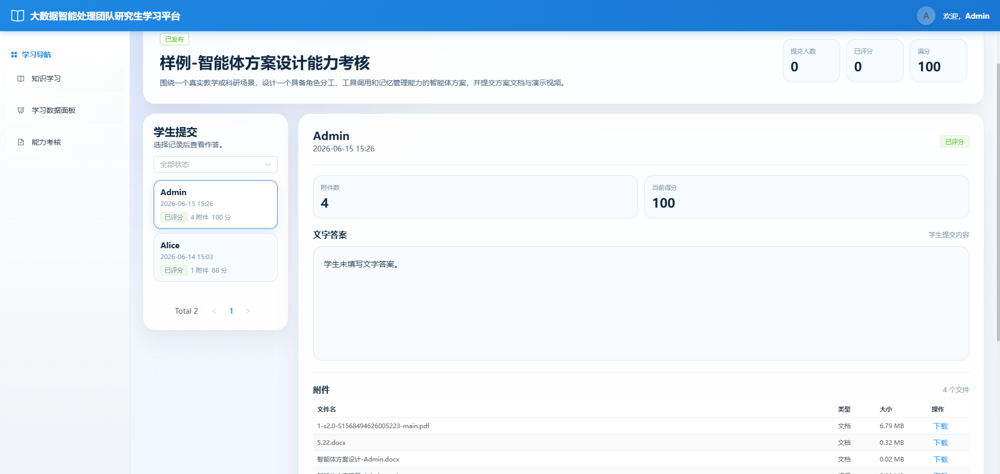 大数据智能处理团队研究生学习平台
A
欢迎，Admin
学习导航
知识学习
学习数据面板
能力考核
已发布
样例-智能体方案设计能力考核
围绕一个真实教学或科研场景，设计一个具备角色分工、工具调用和记忆管理能力的智能体方案，并提交方案文档与演示视频。
提交人数
0
已评分
0
满分
100
学生提交
选择记录后查看作答。
全部状态
Admin
2026-06-15 15:26
已评分 4 附件 100 分
Alice
2026-06-14 15:03
已评分 1 附件 88 分
Total 2
1
Admin
2026-06-15 15:26
已评分
附件数
4
当前得分
100
文字答案
学生提交内容
学生未填写文字答案。
附件
4 个文件
文件名 类型 大小 操作
1-s2.0-S1568494626005223-main.pdf 文档 6.79 MB 下载
5.22.docx 文档 0.32 MB 下载
智能体方案设计-Admin.docx 文档 0.02 MB 下载